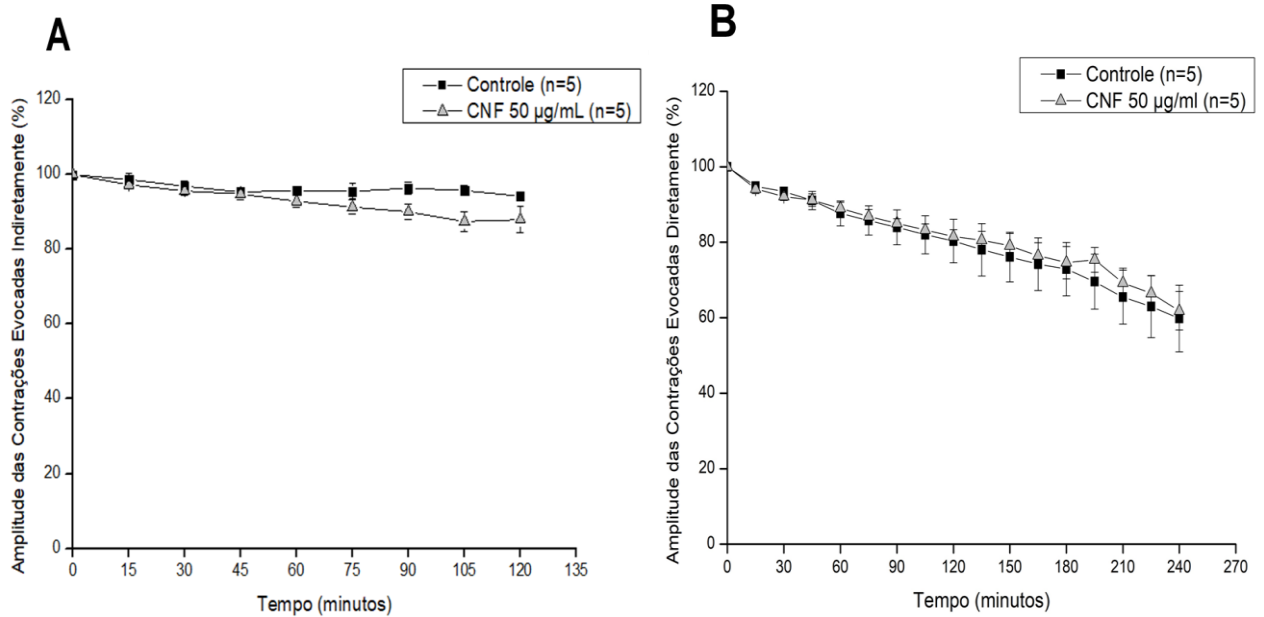 A
Controle (n=5)
CNF 50 µg/mL (n=5)
Amplitude das Contrações Evocadas Indiretamente (%)
120
100
80
60
40
20
0
0 15 30 45 60 75 90 105 120 135
Tempo (minutos)
B
Controle (n=5)
CNF 50 µg/ml (n=5)
Amplitude das Contrações Evocadas Diretamente (%)
120
100
80
60
40
20
0
0 30 60 90 120 150 180 210 240 270
Tempo (minutos)